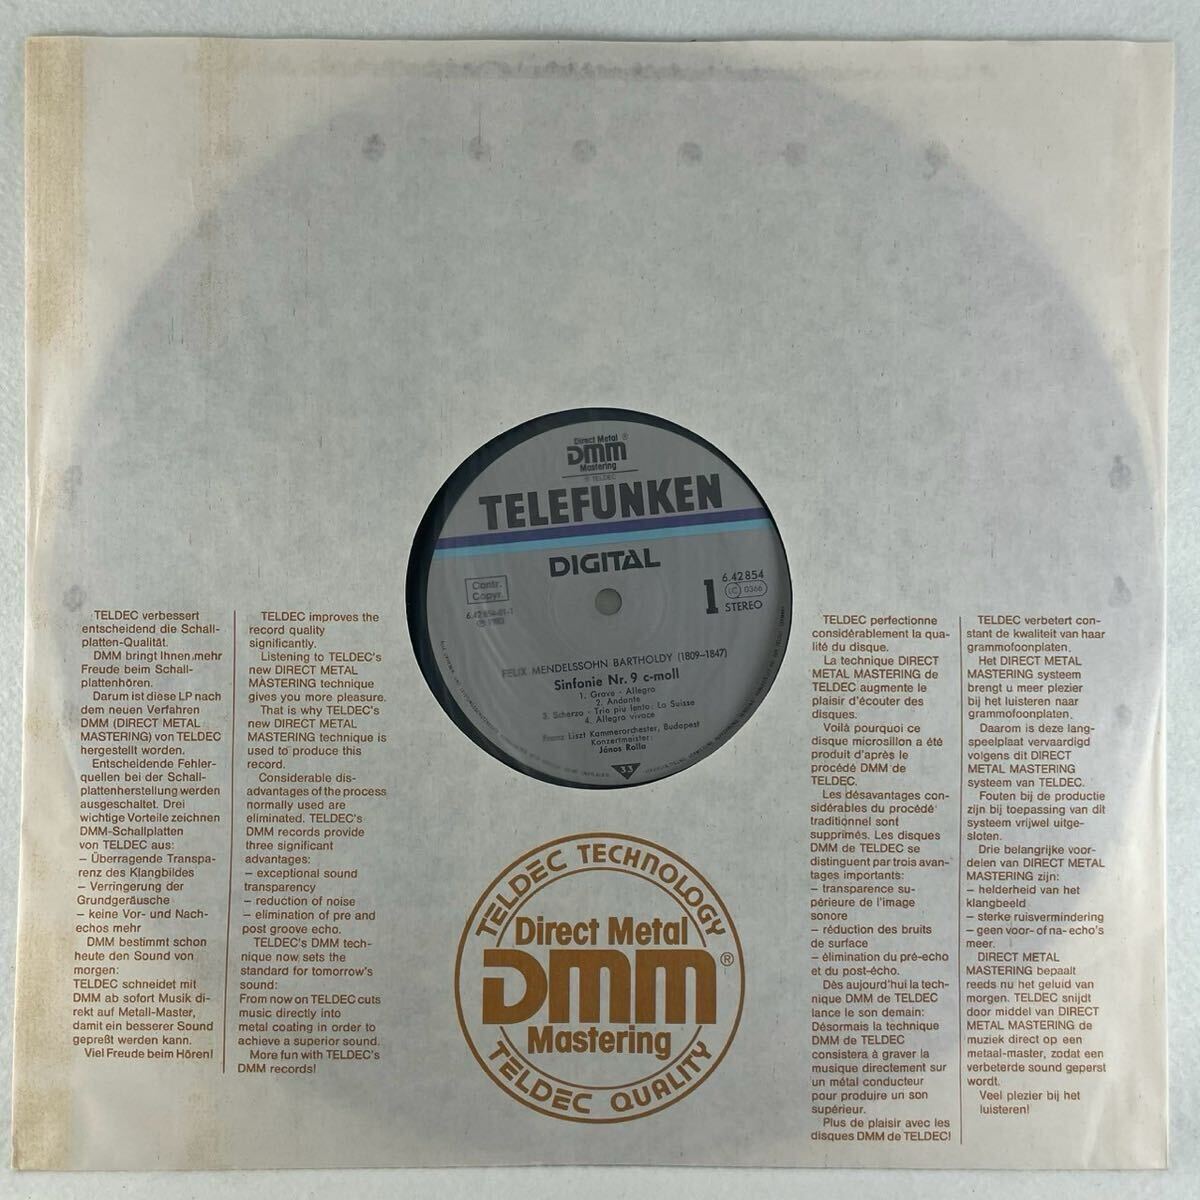 Direct Metal
DMM®
Mastering
℗ TELDEC
TELEFUNKEN
DIGITAL
Contr.
Copyr.
6.42854-01-1
℗ 1983
1
6.42854
LC 0366
STEREO
FELIX MENDELSSOHN BARTHOLDY (1809–1847)
Sinfonie Nr. 9 c-moll
1. Grave - Allegro
2. Andante
3. Scherzo - Trio piu lento: La Suisse
4. Allegro vivace
Franz Liszt Kammerorchester, Budapest
Konzertmeister:
János Rolla
33
TELDEC verbessert
entscheidend die Schall-
platten-Qualität.
DMM bringt Ihnen mehr
Freude beim Schall-
plattenhören.
Darum ist diese LP nach
dem neuen Verfahren
DMM (DIRECT METAL
MASTERING) von TELDEC
hergestellt worden.
Entscheidende Fehler-
quellen bei der Schall-
plattenherstellung werden
ausgeschaltet. Drei
wichtige Vorteile zeichnen
DMM-Schallplatten
von TELDEC aus:
– Überragende Transpa-
renz des Klangbildes
– Verringerung der
Grundgeräusche
– keine Vor- und Nach-
echos mehr
DMM bestimmt schon
heute den Sound von
morgen:
TELDEC schneidet mit
DMM ab sofort Musik di-
rekt auf Metall-Master,
damit ein besserer Sound
gepreßt werden kann.
Viel Freude beim Hören!
TELDEC improves the
record quality
significantly.
Listening to TELDEC's
new DIRECT METAL
MASTERING technique
gives you more pleasure.
That is why TELDEC's
new DIRECT METAL
MASTERING technique is
used to produce this
record.
Considerable dis-
advantages of the process
normally used are
eliminated. TELDEC's
DMM records provide
three significant
advantages:
– exceptional sound
transparency
– reduction of noise
– elimination of pre and
post groove echo.
TELDEC's DMM tech-
nique now sets the
standard for tomorrow's
sound:
From now on TELDEC cuts
music directly into
metal coating in order to
achieve a superior sound.
More fun with TELDEC's
DMM records!
TELDEC TECHNOLOGY
Direct Metal
DMM®
Mastering
TELDEC QUALITY
TELDEC perfectionne
considérablement la qua-
lité du disque.
La technique DIRECT
METAL MASTERING de
TELDEC augmente le
plaisir d'écouter des
disques.
Voilà pourquoi ce
disque microsillon a été
produit d'après le
procédé DMM de
TELDEC.
Les désavantages con-
sidérables du procédé
traditionnel sont
supprimés. Les disques
DMM de TELDEC se
distinguent par trois avan-
tages importants:
– transparence su-
périeure de l'image
sonore
– réduction des bruits
de surface
– élimination du pré-echo
et du post-écho.
Dès aujourd'hui la tech-
nique DMM de TELDEC
lance le son demain:
Désormais la technique
DMM de TELDEC
consistera à graver la
musique directement sur
un métal conducteur
pour produire un son
supérieur.
Plus de plaisir avec les
disques DMM de TELDEC!
TELDEC verbetert con-
stant de kwaliteit van haar
grammofoonplaten.
Het DIRECT METAL
MASTERING systeem
brengt u meer plezier
bij het luisteren naar
grammofoonplaten.
Daarom is deze lang-
speelplaat vervaardigd
volgens dit DIRECT
METAL MASTERING
systeem van TELDEC.
Fouten bij de productie
zijn bij toepassing van dit
systeem vrijwel uitge-
sloten.
Drie belangrijke voor-
delen van DIRECT METAL
MASTERING zijn:
– helderheid van het
klangbeeld
– sterke ruisvermindering
– geen voor- of na- echo's
meer.
DIRECT METAL
MASTERING bepaalt
reeds nu het geluid van
morgen. TELDEC snijdt
door middel van DIRECT
METAL MASTERING de
muziek direct op een
metaal-master, zodat een
verbeterde sound geperst
wordt.
Veel plezier bij het
luisteren!